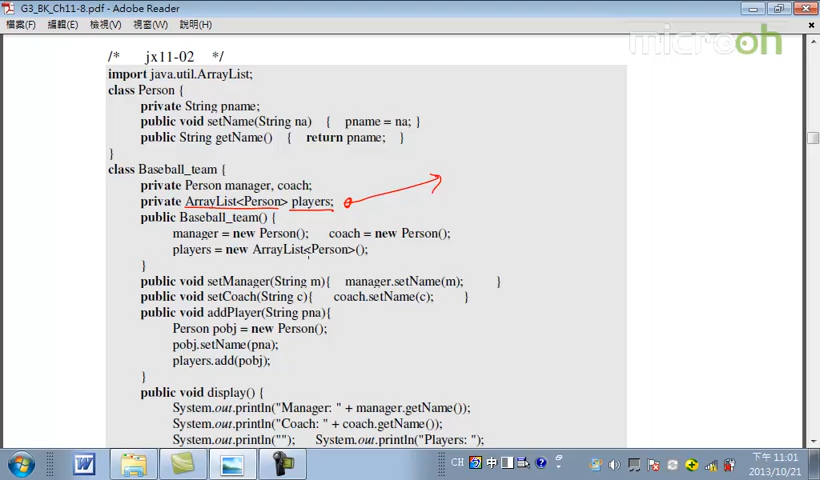 G3_BK_Ch11-8.pdf - Adobe Reader
檔案(F) 編輯(E) 檢視(V) 視窗(W) 說明(H)
microoh
/* jx11-02 */
import java.util.ArrayList;
class Person {
private String pname;
public void setName(String na) { pname = na; }
public String getName() { return pname; }
}
class Baseball_team {
private Person manager, coach;
private ArrayList<Person> players;
public Baseball_team() {
manager = new Person(); coach = new Person();
players = new ArrayList<Person>();
}
public void setManager(String m){ manager.setName(m); }
public void setCoach(String c){ coach.setName(c); }
public void addPlayer(String pna){
Person pobj = new Person();
pobj.setName(pna);
players.add(pobj);
}
public void display() {
System.out.println("Manager: " + manager.getName());
System.out.println("Coach: " + coach.getName());
System.out.println(""); System.out.println("Players: ");
W CH 中 下午 11:01
2013/10/21